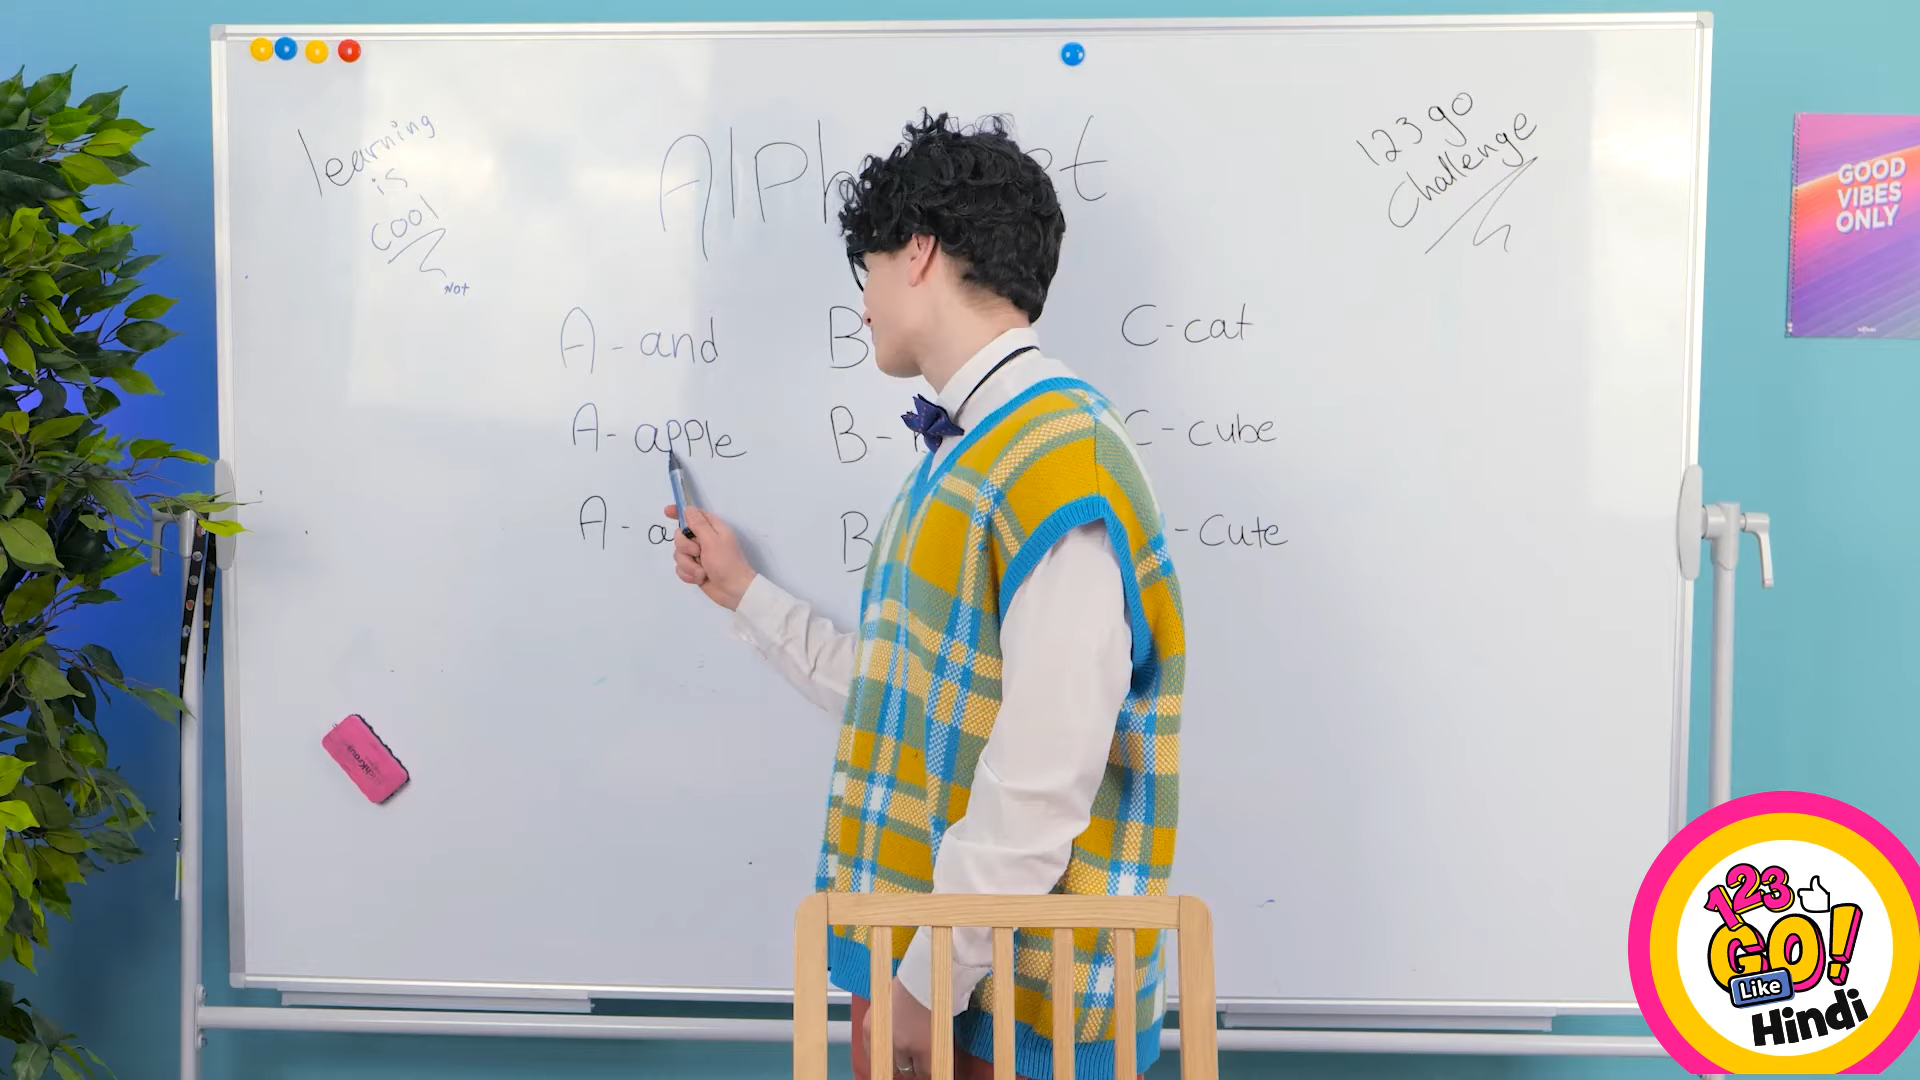 learning
is
cool
Not
123 go
challenge
GOOD
VIBES
ONLY
A - and
C - cat
A - apple
B -
C - cube
A -
B
- cute
123
GO!
Like
Hindi